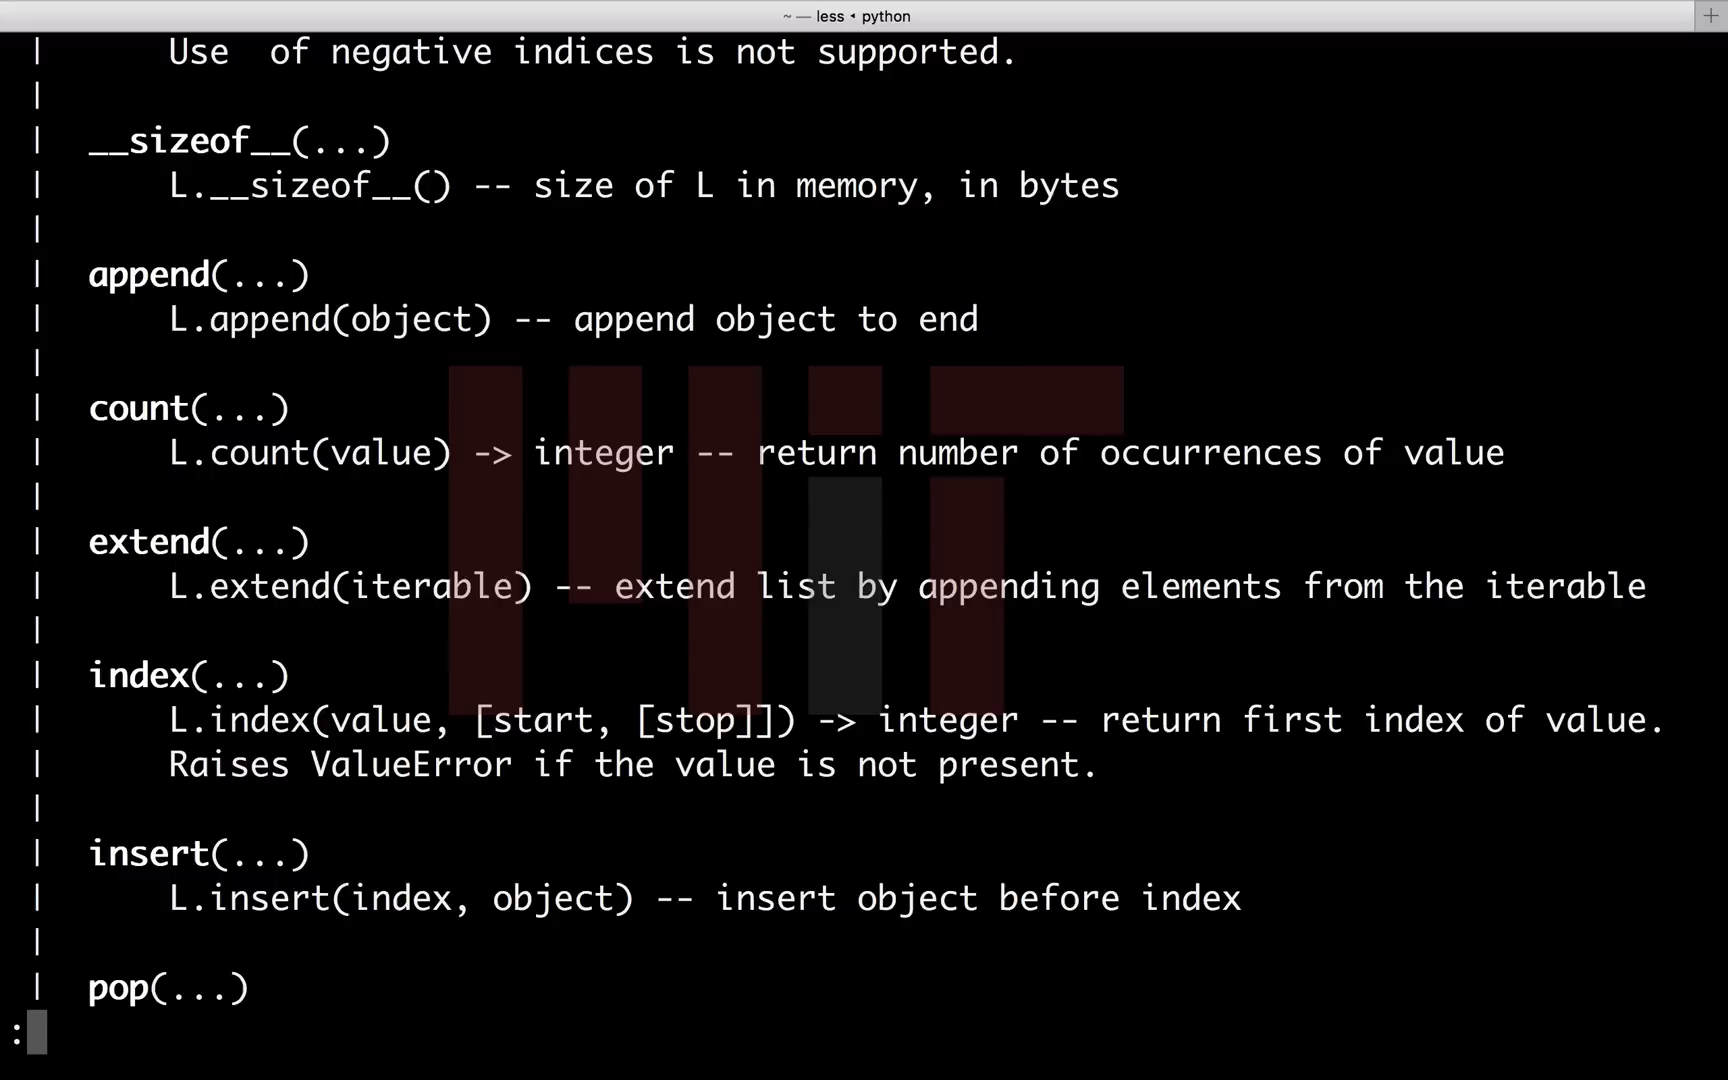 ~ — less ◂ python
| Use  of negative indices is not supported.
|
| __sizeof__(...)
| L.__sizeof__() -- size of L in memory, in bytes
|
| append(...)
| L.append(object) -- append object to end
|
| count(...)
| L.count(value) -> integer -- return number of occurrences of value
|
| extend(...)
| L.extend(iterable) -- extend list by appending elements from the iterable
|
| index(...)
| L.index(value, [start, [stop]]) -> integer -- return first index of value.
| Raises ValueError if the value is not present.
|
| insert(...)
| L.insert(index, object) -- insert object before index
|
| pop(...)
: